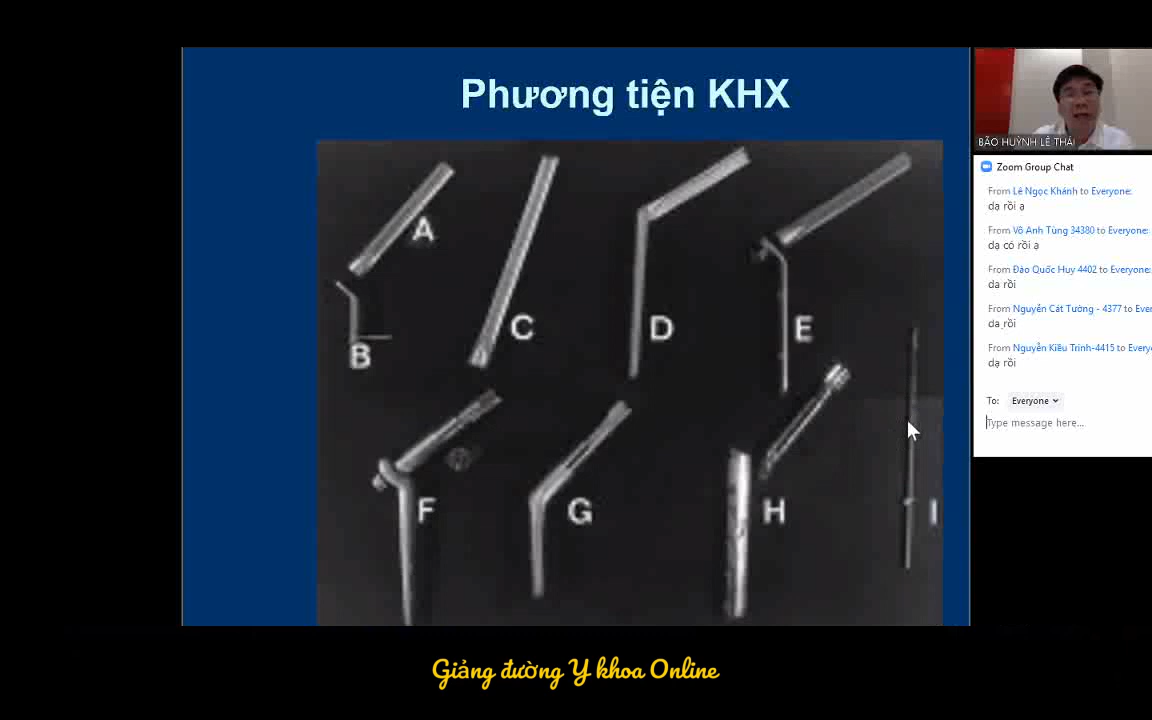 Phương tiện KHX
A
B
C
D
E
F
G
H
I
BẢO HUỲNH LÊ THÁI
Zoom Group Chat
From Lê Ngọc Khánh to Everyone:
dạ rồi ạ
From Võ Anh Tùng 34380 to Everyone:
dạ có rồi ạ
From Đào Quốc Huy 4402 to Everyone:
dạ rồi
From Nguyễn Cát Tường - 4377 to Ever
dạ rồi
From Nguyễn Kiều Trinh-4415 to Every
dạ rồi
To: Everyone
Type message here...
Giảng đường Y khoa Online